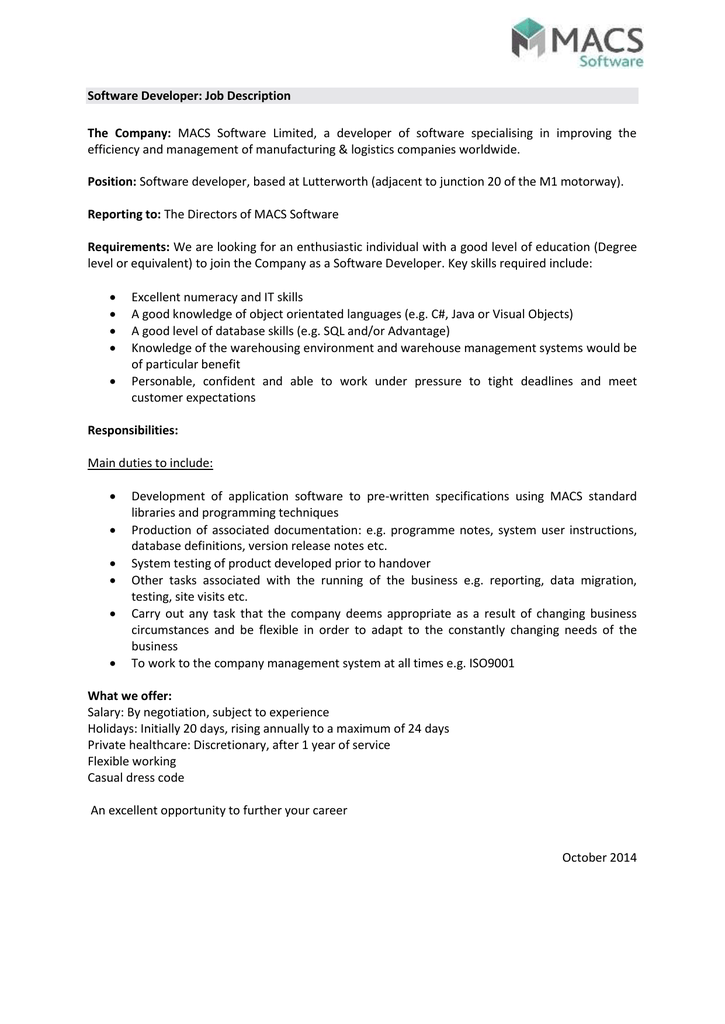 MACS
Software
Software Developer: Job Description
The Company: MACS Software Limited, a developer of software specialising in improving the
efficiency and management of manufacturing & logistics companies worldwide.
Position: Software developer, based at Lutterworth (adjacent to junction 20 of the M1 motorway).
Reporting to: The Directors of MACS Software
Requirements: We are looking for an enthusiastic individual with a good level of education (Degree
level or equivalent) to join the Company as a Software Developer. Key skills required include:
• Excellent numeracy and IT skills
• A good knowledge of object orientated languages (e.g. C#, Java or Visual Objects)
• A good level of database skills (e.g. SQL and/or Advantage)
• Knowledge of the warehousing environment and warehouse management systems would be
of particular benefit
• Personable, confident and able to work under pressure to tight deadlines and meet
customer expectations
Responsibilities:
Main duties to include:
• Development of application software to pre-written specifications using MACS standard
libraries and programming techniques
• Production of associated documentation: e.g. programme notes, system user instructions,
database definitions, version release notes etc.
• System testing of product developed prior to handover
• Other tasks associated with the running of the business e.g. reporting, data migration,
testing, site visits etc.
• Carry out any task that the company deems appropriate as a result of changing business
circumstances and be flexible in order to adapt to the constantly changing needs of the
business
• To work to the company management system at all times e.g. ISO9001
What we offer:
Salary: By negotiation, subject to experience
Holidays: Initially 20 days, rising annually to a maximum of 24 days
Private healthcare: Discretionary, after 1 year of service
Flexible working
Casual dress code
An excellent opportunity to further your career
October 2014